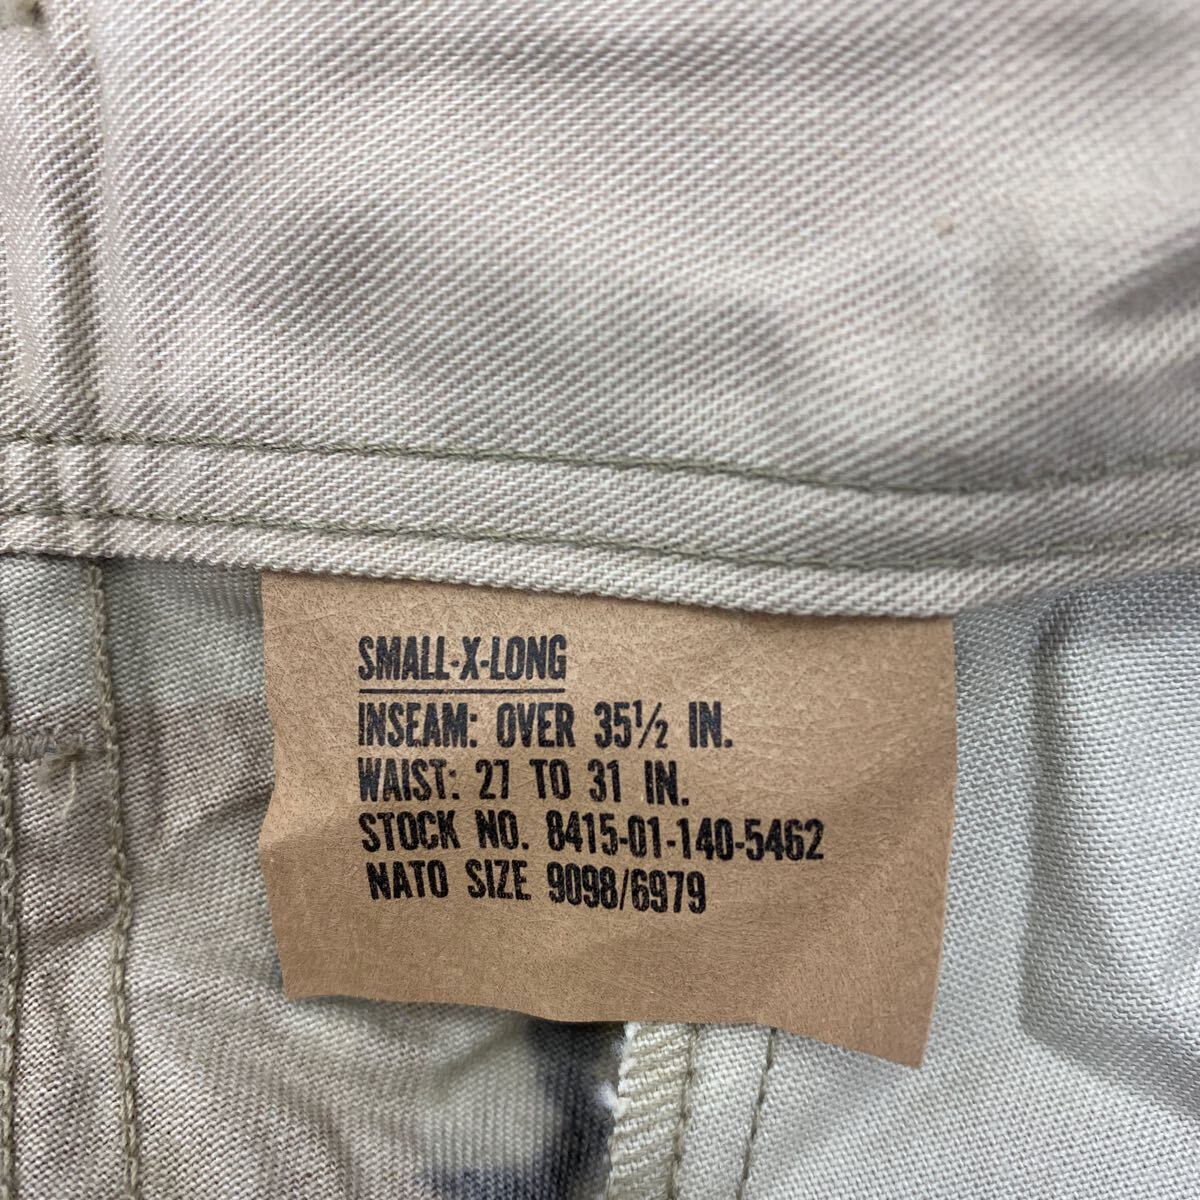 SMALL-X-LONG
INSEAM: OVER 35½ IN.
WAIST: 27 TO 31 IN.
STOCK NO. 8415-01-140-5462
NATO SIZE 9098/6979